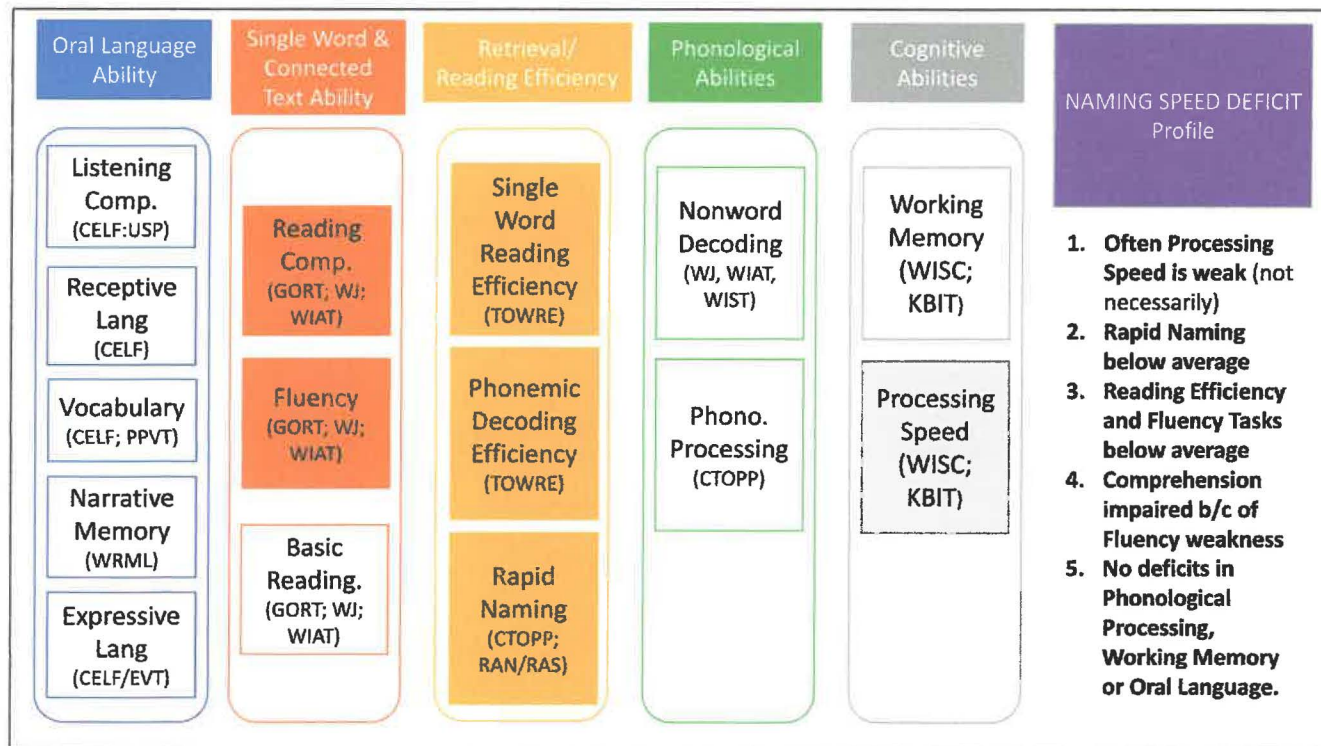 Oral Language
Ability
Single Word &
Connected
Text Ability
Retrieval/
Reading Efficiency
Phonological
Abilities
Cognitive
Abilities
NAMING SPEED DEFICIT
Profile
Listening
Comp.
(CELF:USP)
Receptive
Lang
(CELF)
Vocabulary
(CELF; PPVT)
Narrative
Memory
(WRML)
Expressive
Lang
(CELF/EVT)
Reading
Comp.
(GORT; WJ;
WIAT)
Fluency
(GORT; WJ;
WIAT)
Basic
Reading.
(GORT; WJ;
WIAT)
Single
Word
Reading
Efficiency
(TOWRE)
Phonemic
Decoding
Efficiency
(TOWRE)
Rapid
Naming
(CTOPP;
RAN/RAS)
Nonword
Decoding
(WJ, WIAT,
WIST)
Phono.
Processing
(CTOPP)
Working
Memory
(WISC;
KBIT)
Processing
Speed
(WISC;
KBIT)
1. Often Processing
Speed is weak (not
necessarily)
2. Rapid Naming
below average
3. Reading Efficiency
and Fluency Tasks
below average
4. Comprehension
impaired b/c of
Fluency weakness
5. No deficits in
Phonological
Processing,
Working Memory
or Oral Language.